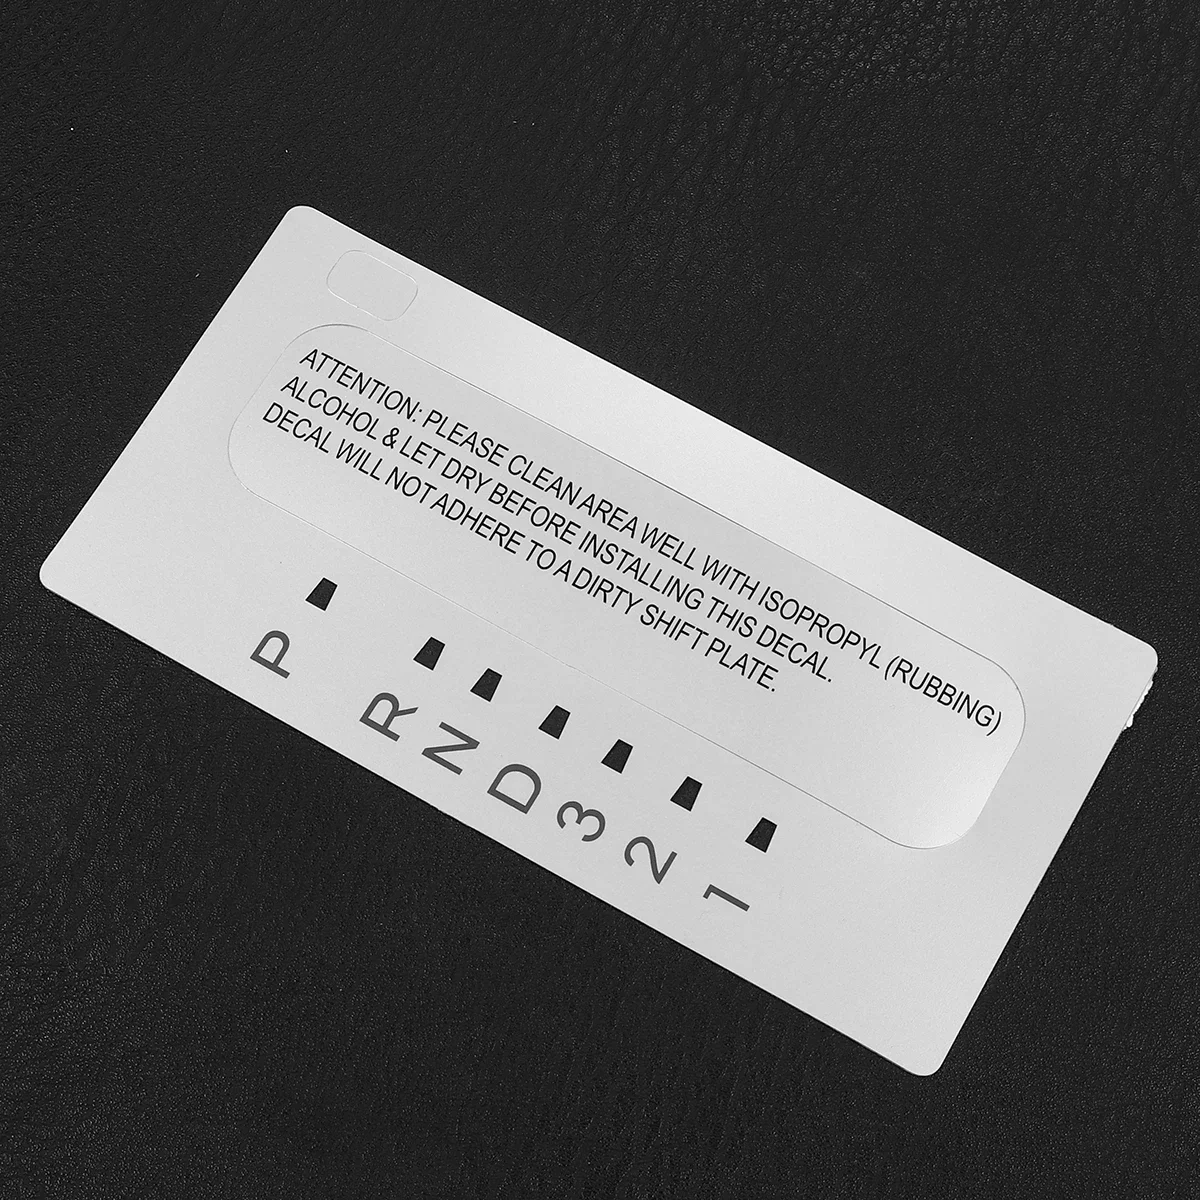 ATTENTION: PLEASE CLEAN AREA WELL WITH ISOPROPYL (RUBBING)
ALCOHOL & LET DRY BEFORE INSTALLING THIS DECAL.
DECAL WILL NOT ADHERE TO A DIRTY SHIFT PLATE.
P
R
N
D
3
2
1